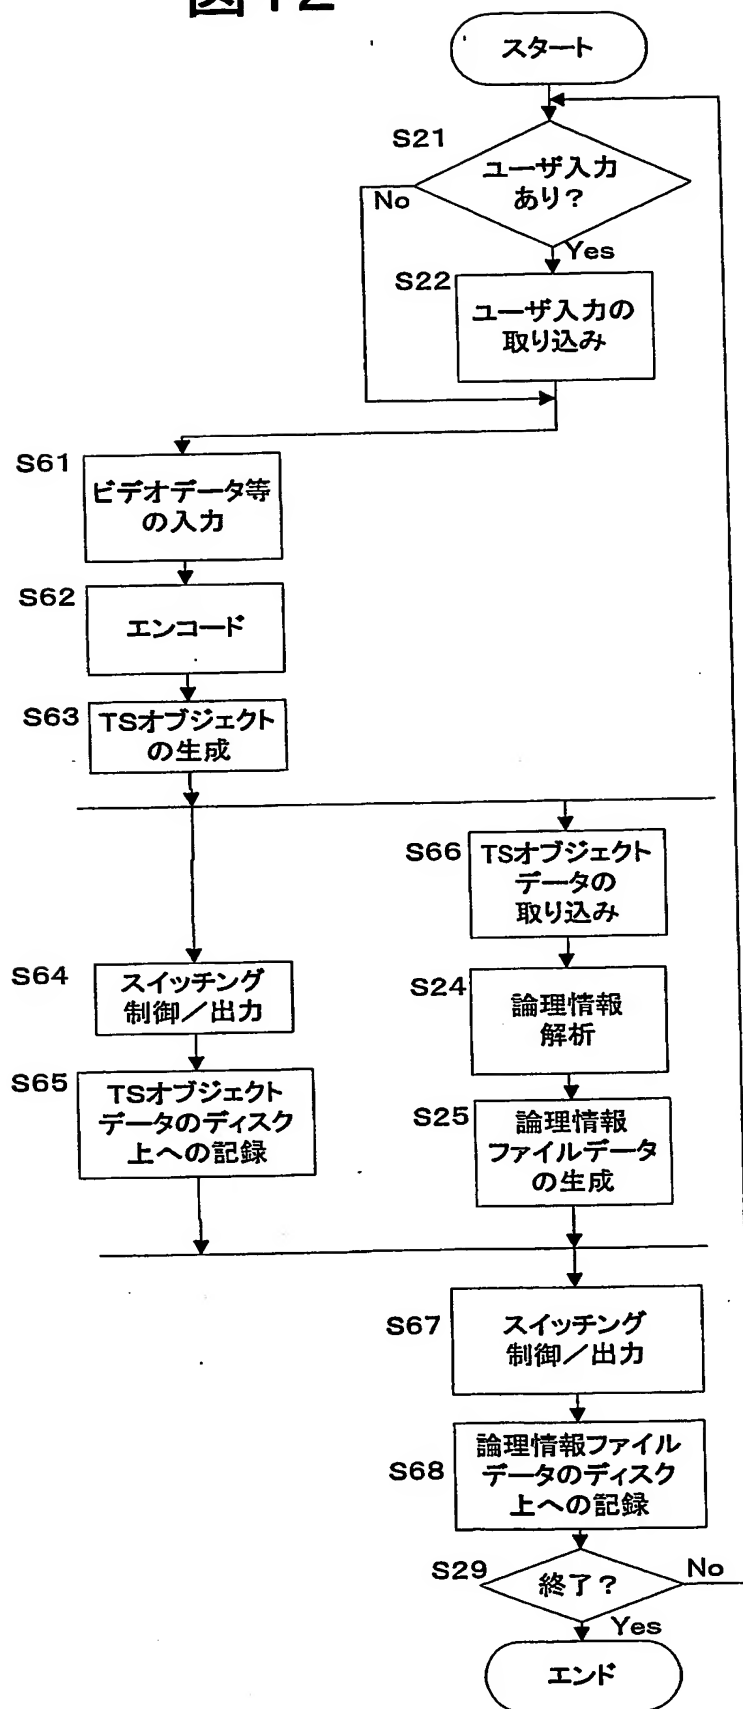 図12
スタート
S21
ユーザ入力
あり?
No
Yes
S22
ユーザ入力の
取り込み
S61
ビデオデータ等
の入力
S62
エンコード
S63
TSオブジェクト
の生成
S66
TSオブジェクト
データの
取り込み
S64
スイッチング
制御/出力
S24
論理情報
解析
S65
TSオブジェクト
データのディスク
上への記録
S25
論理情報
ファイルデータ
の生成
S67
スイッチング
制御/出力
S68
論理情報ファイル
データのディスク
上への記録
S29
終了?
No
Yes
エンド